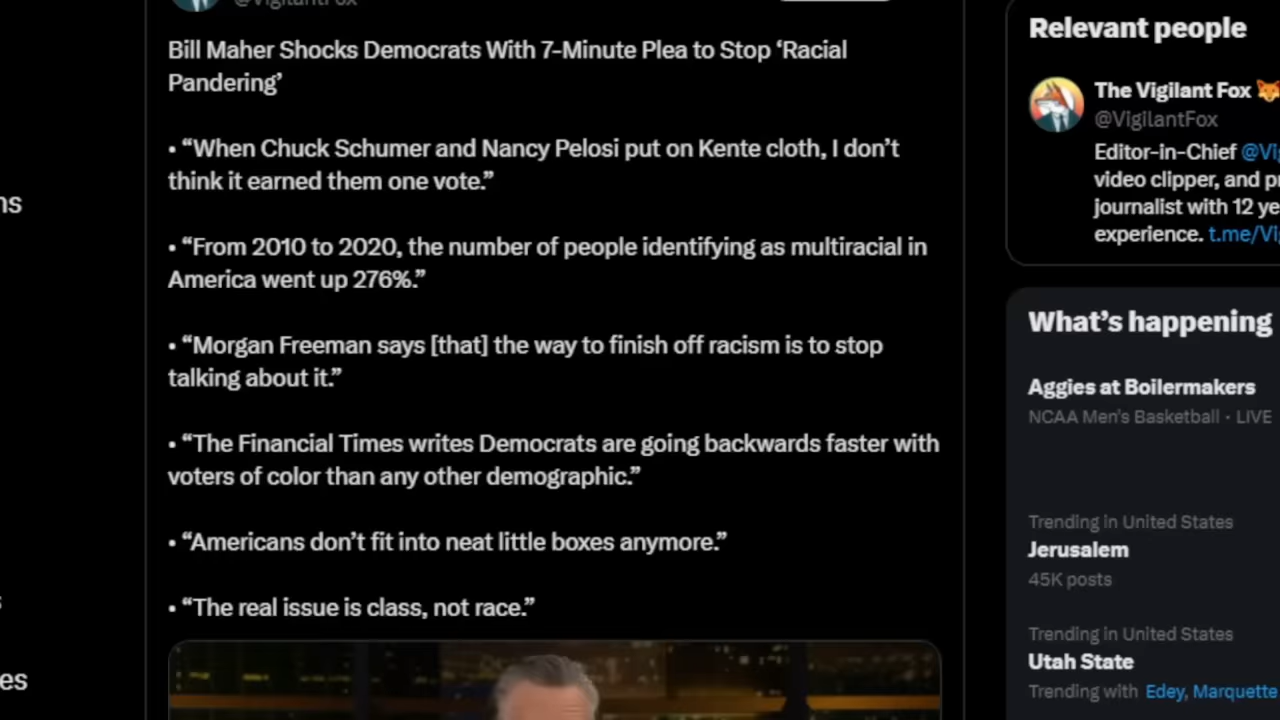 @VigilantFox
Bill Maher Shocks Democrats With 7-Minute Plea to Stop ‘Racial
Pandering’
• “When Chuck Schumer and Nancy Pelosi put on Kente cloth, I don’t
think it earned them one vote.”
• “From 2010 to 2020, the number of people identifying as multiracial in
America went up 276%.”
• “Morgan Freeman says [that] the way to finish off racism is to stop
talking about it.”
• “The Financial Times writes Democrats are going backwards faster with
voters of color than any other demographic.”
• “Americans don’t fit into neat little boxes anymore.”
• “The real issue is class, not race.”
Relevant people
The Vigilant Fox
@VigilantFox
Editor-in-Chief @Vi
video clipper, and pr
journalist with 12 ye
experience. t.me/Vi
What’s happening
Aggies at Boilermakers
NCAA Men's Basketball · LIVE
Trending in United States
Jerusalem
45K posts
Trending in United States
Utah State
Trending with Edey, Marquette